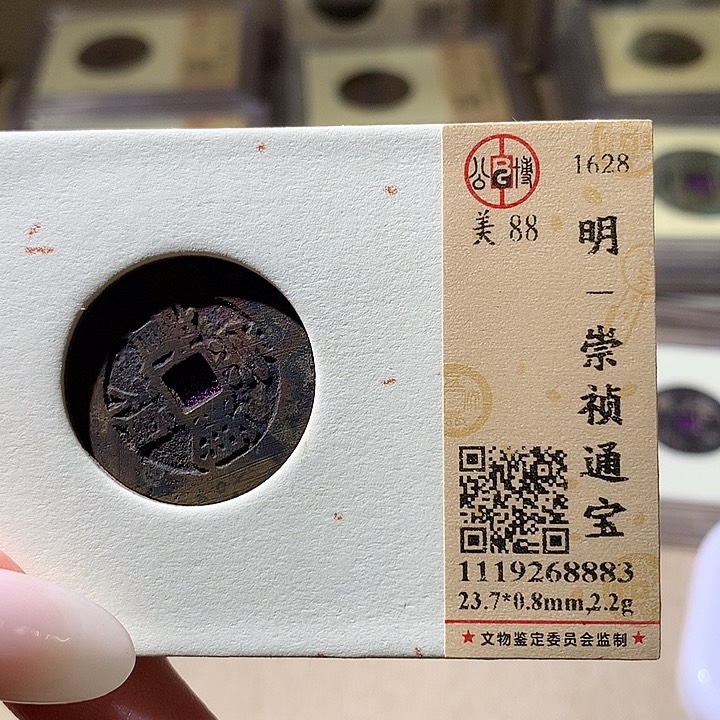 公博
BG
1628
美 88
明－崇祯通宝
1119268883
23.7*0.8mm,2.2g
★文物鉴定委员会监制★